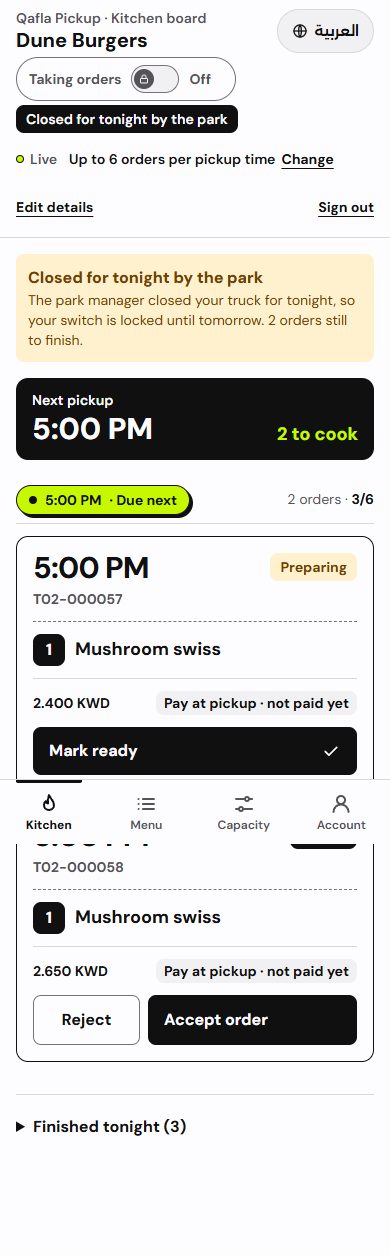 Qafla Pickup · Kitchen board
Dune Burgers
العربية
Taking orders Off
Closed for tonight by the park
Live Up to 6 orders per pickup time Change
Edit details Sign out
Closed for tonight by the park
The park manager closed your truck for tonight, so
your switch is locked until tomorrow. 2 orders still
to finish.
Next pickup
5:00 PM 2 to cook
5:00 PM · Due next 2 orders · 3/6
5:00 PM Preparing
T02-000057
1 Mushroom swiss
2.400 KWD Pay at pickup · not paid yet
Mark ready
Kitchen Menu Capacity Account
T02-000058
1 Mushroom swiss
2.650 KWD Pay at pickup · not paid yet
Reject Accept order
Finished tonight (3)